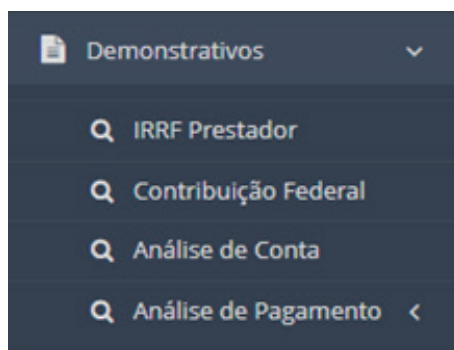 Demonstrativos
IRRF Prestador
Contribuição Federal
Análise de Conta
Análise de Pagamento